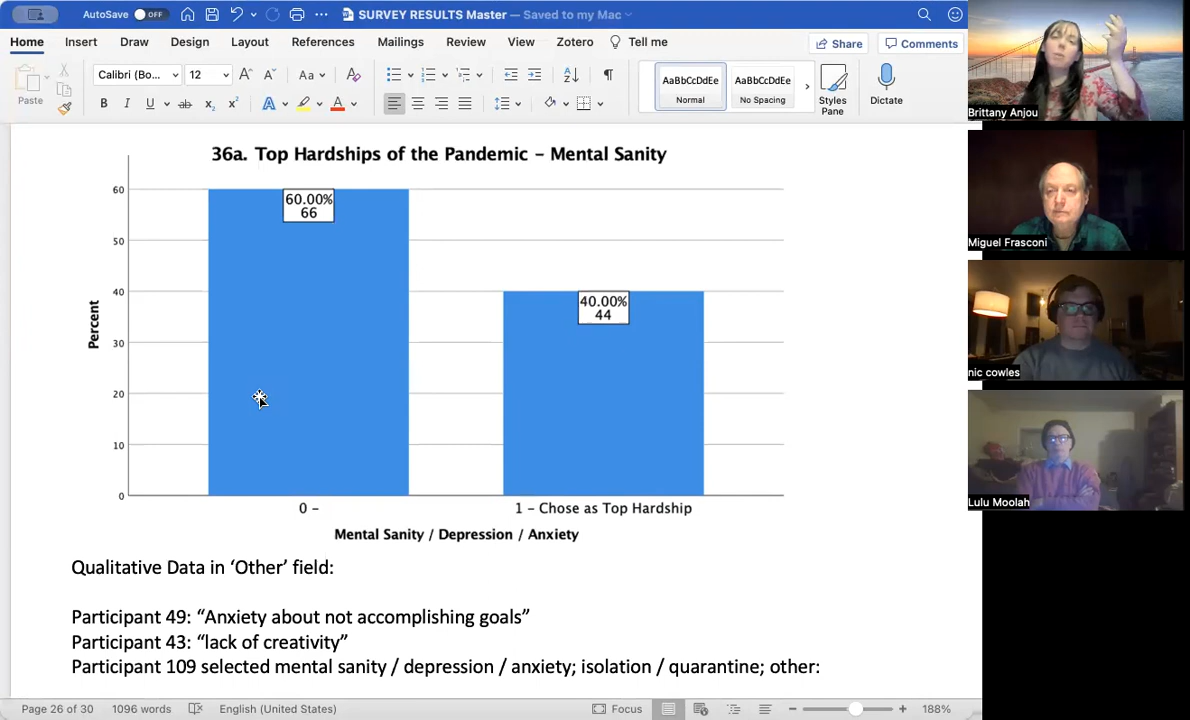 AutoSave OFF SURVEY RESULTS Master — Saved to my Mac
Home Insert Draw Design Layout References Mailings Review View Zotero Tell me Share Comments
Paste Calibri (Bo... 12 A A Aa A AaBbCcDdEe AaBbCcDdEe
B I U ab x₂ x² A A Normal No Spacing Styles Pane Dictate
36a. Top Hardships of the Pandemic – Mental Sanity
60
50
40
30
20
10
0
Percent
60.00%
66
40.00%
44
0 – 1 – Chose as Top Hardship
Mental Sanity / Depression / Anxiety
Qualitative Data in ‘Other’ field:
Participant 49: “Anxiety about not accomplishing goals”
Participant 43: “lack of creativity”
Participant 109 selected mental sanity / depression / anxiety; isolation / quarantine; other:
Page 26 of 30 1096 words English (United States) Focus 188%
Brittany Anjou
Miguel Frasconi
nic cowles
Lulu Moolah